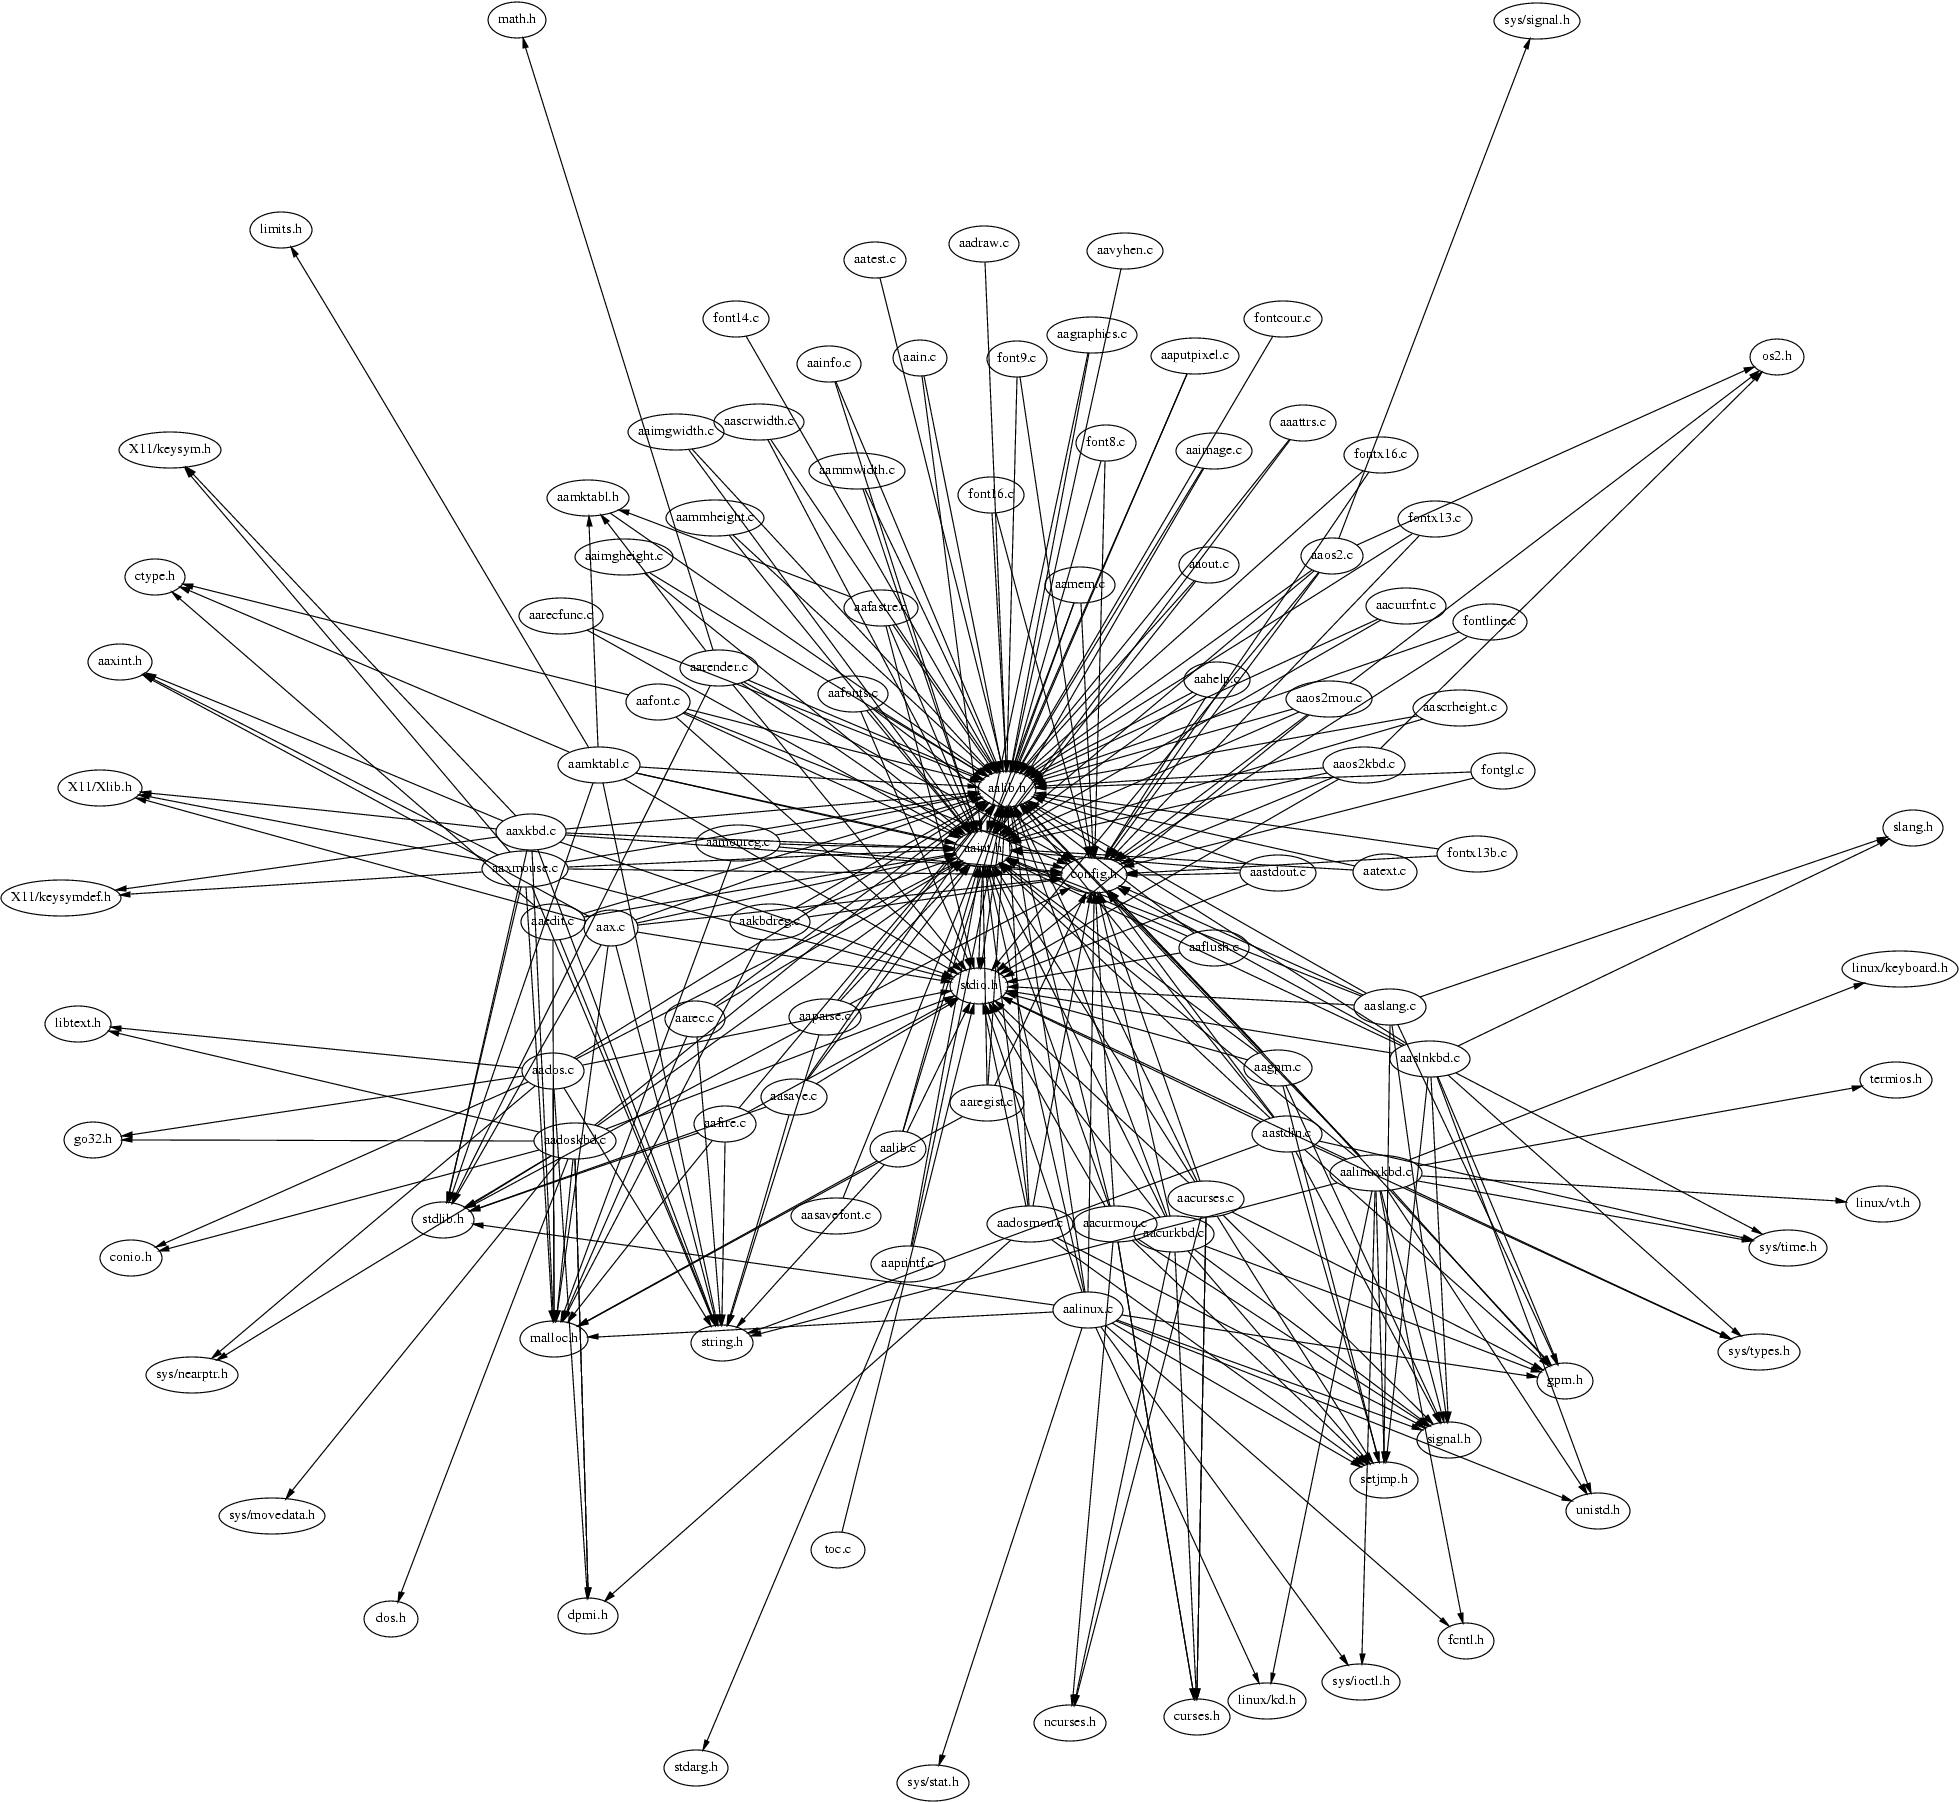 math.h
sys/signal.h
limits.h
aadraw.c
aavyhen.c
aatest.c
font14.c
fontcour.c
aagraphics.c
aaputpixel.c
os2.h
aain.c
font9.c
aainfo.c
aascrwidth.c
aaattrs.c
aaimgwidth.c
font8.c
X11/keysym.h
aaimage.c
fontx16.c
aammwidth.c
font16.c
aamktabl.h
aammheight.c
fontx13.c
aaimgheight.c
aaos2.c
aaout.c
ctype.h
aamem.c
aacurrfnt.c
aafastre.c
aarecfunc.c
fontline.c
aaxint.h
aarender.c
aahelp.c
aafonts.c
aaos2mou.c
aafont.c
aascrheight.c
aamktabl.c
aaos2kbd.c
fontgl.c
X11/Xlib.h
aalib.h
slang.h
aaxkbd.c
aamoureg.c
aaint.h
fontx13b.c
aaxmouse.c
aatext.c
aastdout.c
config.h
X11/keysymdef.h
aaedit.c
aakbdreg.c
aax.c
aaflush.c
linux/keyboard.h
stdio.h
aaslang.c
aaparse.c
aarec.c
libtext.h
aaslnkbd.c
aagpm.c
aados.c
termios.h
aasave.c
aaregist.c
aafire.c
aastdin.c
go32.h
aadoskbd.c
aalib.c
aalinuxkbd.c
aacurses.c
linux/vt.h
aasavefont.c
stdlib.h
aadosmou.c
aacurmou.c
aacurkbd.c
sys/time.h
conio.h
aaprintf.c
aalinux.c
malloc.h
string.h
sys/types.h
sys/nearptr.h
gpm.h
signal.h
setjmp.h
unistd.h
sys/movedata.h
toc.c
dos.h
dpmi.h
fcntl.h
sys/ioctl.h
linux/kd.h
curses.h
ncurses.h
stdarg.h
sys/stat.h